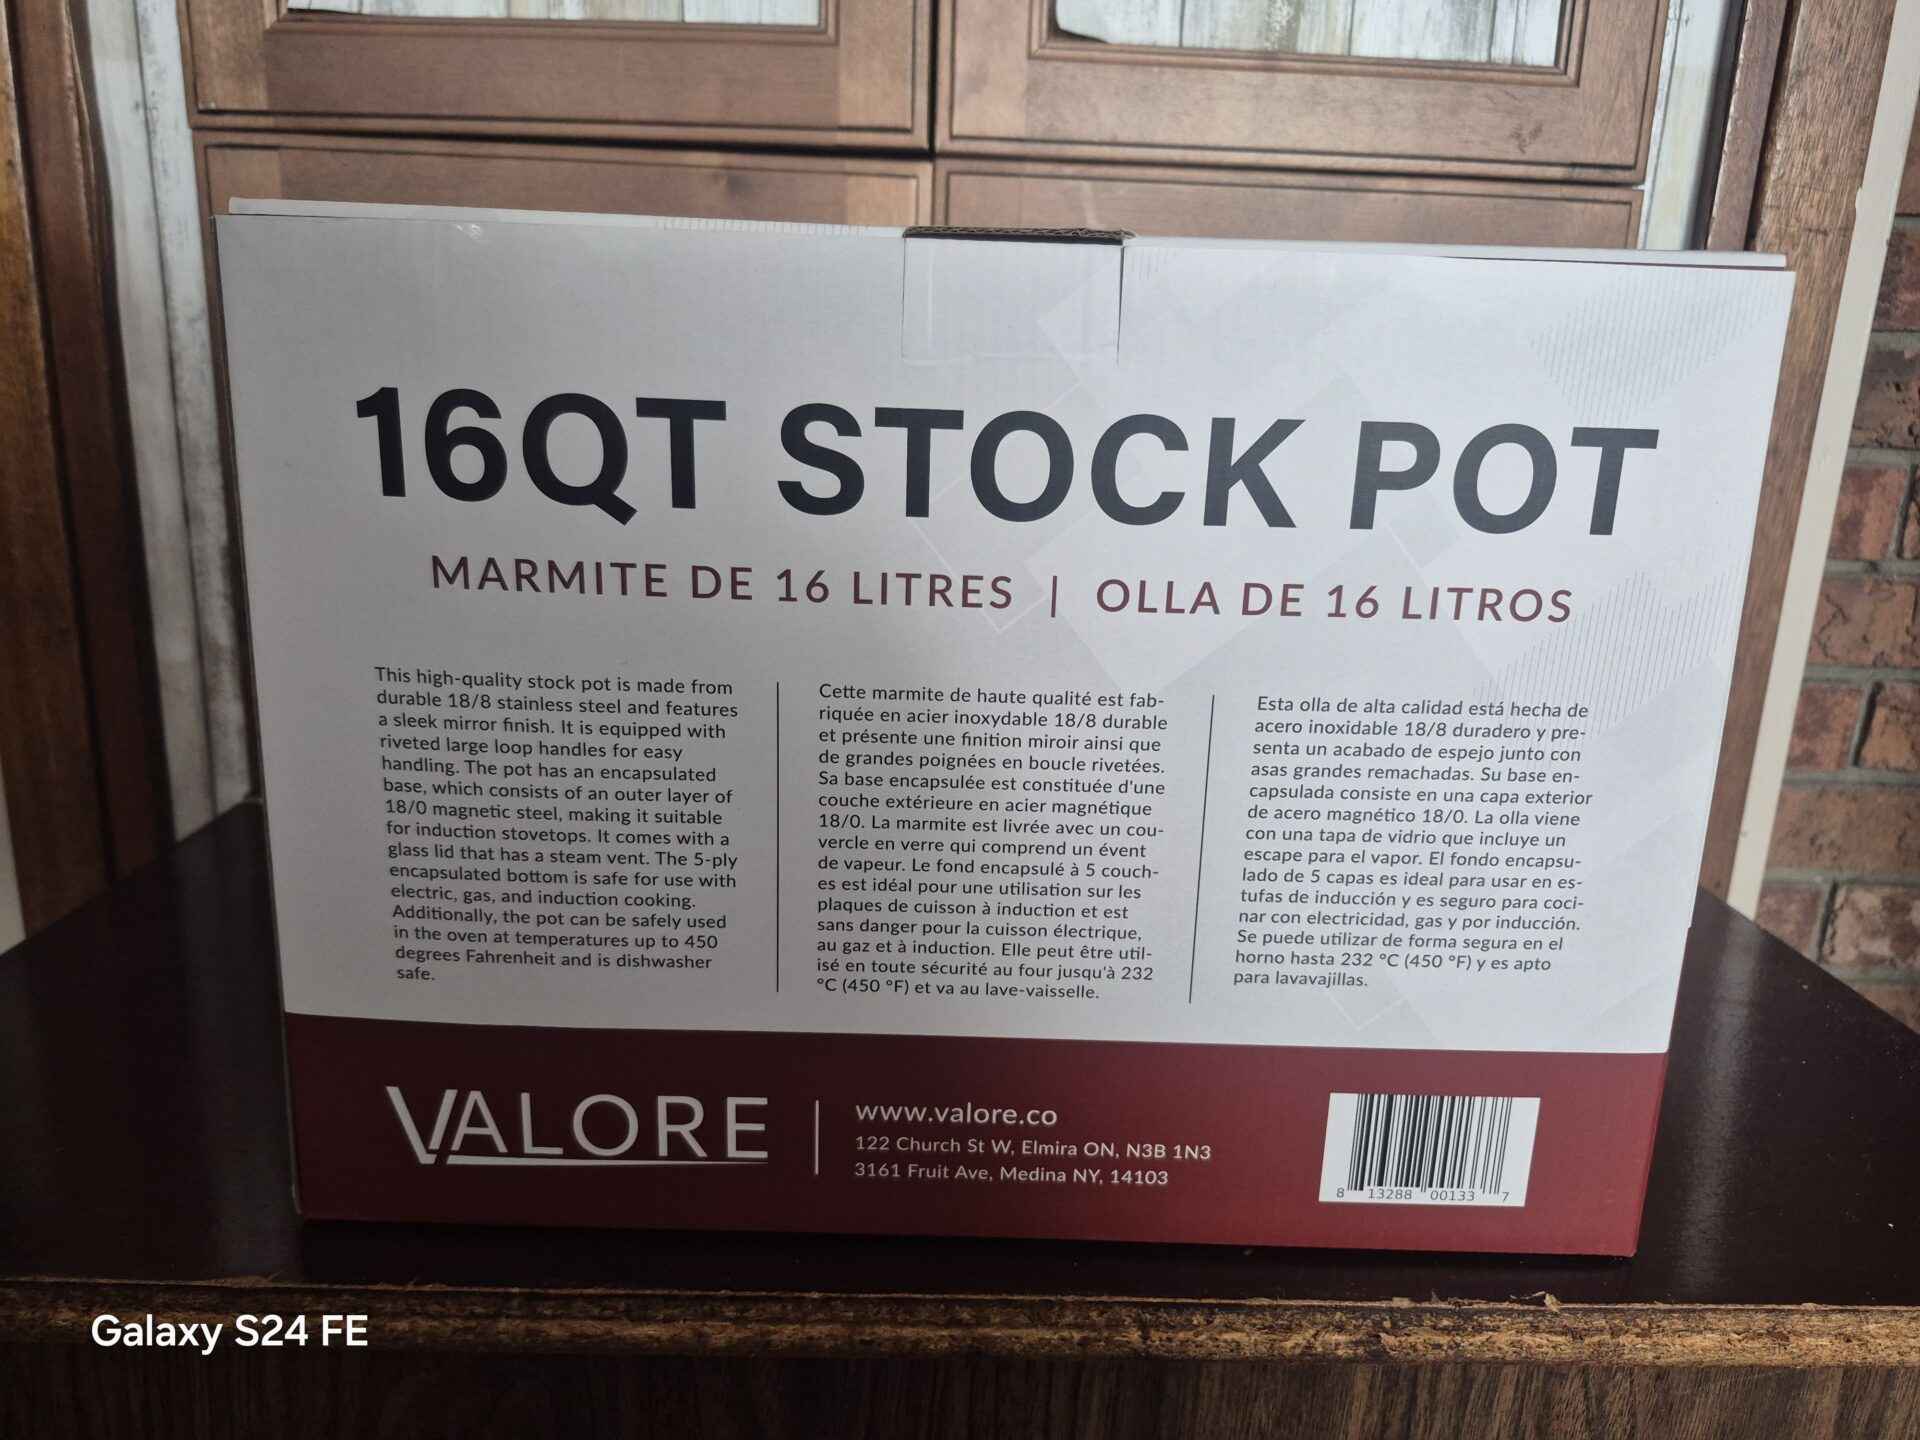 16QT STOCK POT
MARMITE DE 16 LITRES | OLLA DE 16 LITROS
This high-quality stock pot is made from
durable 18/8 stainless steel and features
a sleek mirror finish. It is equipped with
riveted large loop handles for easy
handling. The pot has an encapsulated
base, which consists of an outer layer of
18/0 magnetic steel, making it suitable
for induction stovetops. It comes with a
glass lid that has a steam vent. The 5-ply
encapsulated bottom is safe for use with
electric, gas, and induction cooking.
Additionally, the pot can be safely used
in the oven at temperatures up to 450
degrees Fahrenheit and is dishwasher
safe.
Cette marmite de haute qualité est fab-
riquée en acier inoxydable 18/8 durable
et présente une finition miroir ainsi que
de grandes poignées en boucle rivetées.
Sa base encapsulée est constituée d'une
couche extérieure en acier magnétique
18/0. La marmite est livrée avec un cou-
vercle en verre qui comprend un évent
de vapeur. Le fond encapsulé à 5 couch-
es est idéal pour une utilisation sur les
plaques de cuisson à induction et est
sans danger pour la cuisson électrique,
au gaz et à induction. Elle peut être util-
isé en toute sécurité au four jusqu'à 232
°C (450 °F) et va au lave-vaisselle.
Esta olla de alta calidad está hecha de
acero inoxidable 18/8 duradero y pre-
senta un acabado de espejo junto con
asas grandes remachadas. Su base en-
capsulada consiste en una capa exterior
de acero magnético 18/0. La olla viene
con una tapa de vidrio que incluye un
escape para el vapor. El fondo encapsu-
lado de 5 capas es ideal para usar en es-
tufas de inducción y es seguro para coci-
nar con electricidad, gas y por inducción.
Se puede utilizar de forma segura en el
horno hasta 232 °C (450 °F) y es apto
para lavavajillas.
VALORE
www.valore.co
122 Church St W, Elmira ON, N3B 1N3
3161 Fruit Ave, Medina NY, 14103
8 13288 00133 7
Galaxy S24 FE